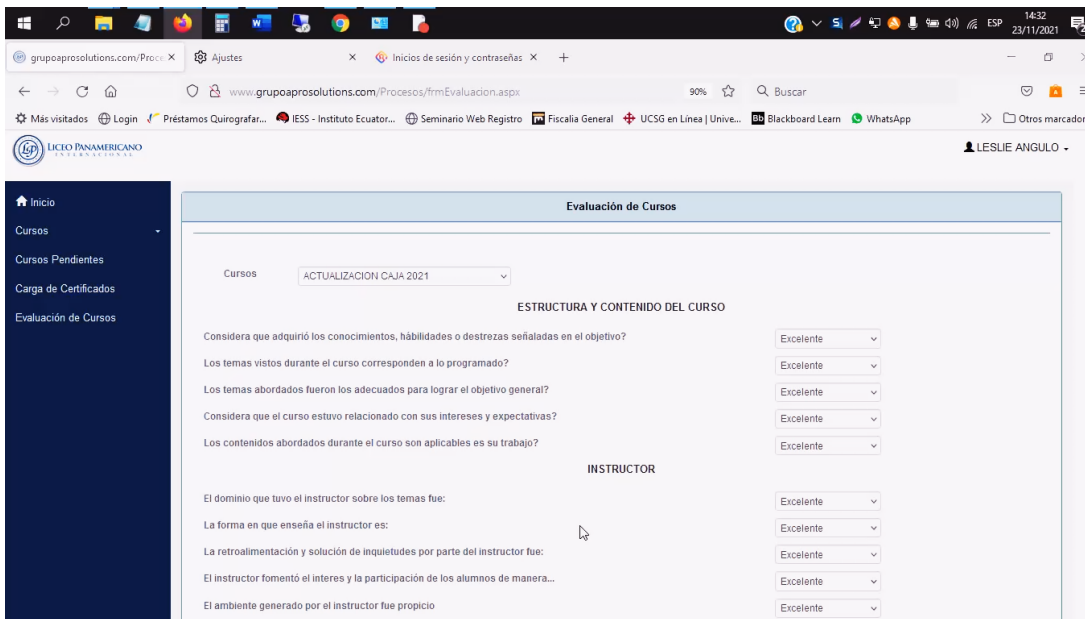 14:32
ESP
23/11/2021
grupoaprosolutions.com/Proce
Ajustes
Inicios de sesión y contraseñas
www.grupoaprosolutions.com/Procesos/frmEvaluacion.aspx
90%
Buscar
Más visitados
Login
Préstamos Quirografar...
IESS - Instituto Ecuator...
Seminario Web Registro
Fiscalia General
UCSG en Línea | Unive...
Bb Blackboard Learn
WhatsApp
Otros marcador
LICEO PANAMERICANO
INTERNACIONAL
LESLIE ANGULO
Inicio
Cursos
Cursos Pendientes
Carga de Certificados
Evaluación de Cursos
Evaluación de Cursos
Cursos ACTUALIZACION CAJA 2021
ESTRUCTURA Y CONTENIDO DEL CURSO
Considera que adquirió los conocimientos, hábilidades o destrezas señaladas en el objetivo? Excelente
Los temas vistos durante el curso corresponden a lo programado? Excelente
Los temas abordados fueron los adecuados para lograr el objetivo general? Excelente
Considera que el curso estuvo relacionado con sus intereses y expectativas? Excelente
Los contenidos abordados durante el curso son aplicables es su trabajo? Excelente
INSTRUCTOR
El dominio que tuvo el instructor sobre los temas fue: Excelente
La forma en que enseña el instructor es: Excelente
La retroalimentación y solución de inquietudes por parte del instructor fue: Excelente
El instructor fomentó el interes y la participación de los alumnos de manera... Excelente
El ambiente generado por el instructor fue propicio Excelente